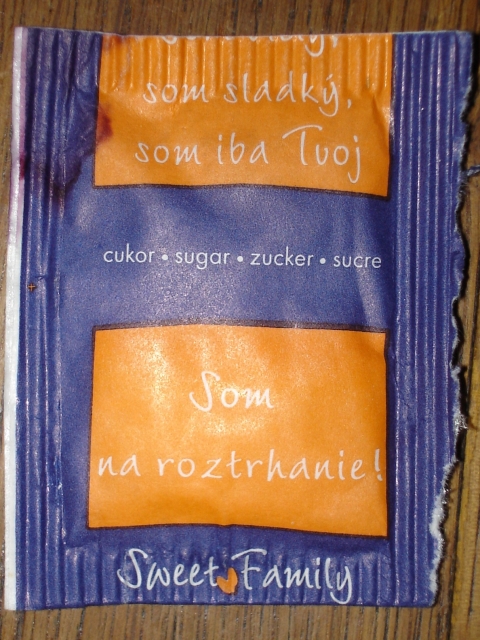 som sladký,
som iba Tvoj
cukor • sugar • zucker • sucre
Som
na roztrhanie!
Sweet Family